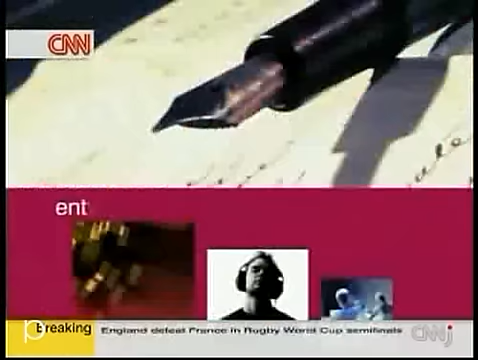 CNN
ent
breaking England defeat France in Rugby World Cup semifinals CNNj